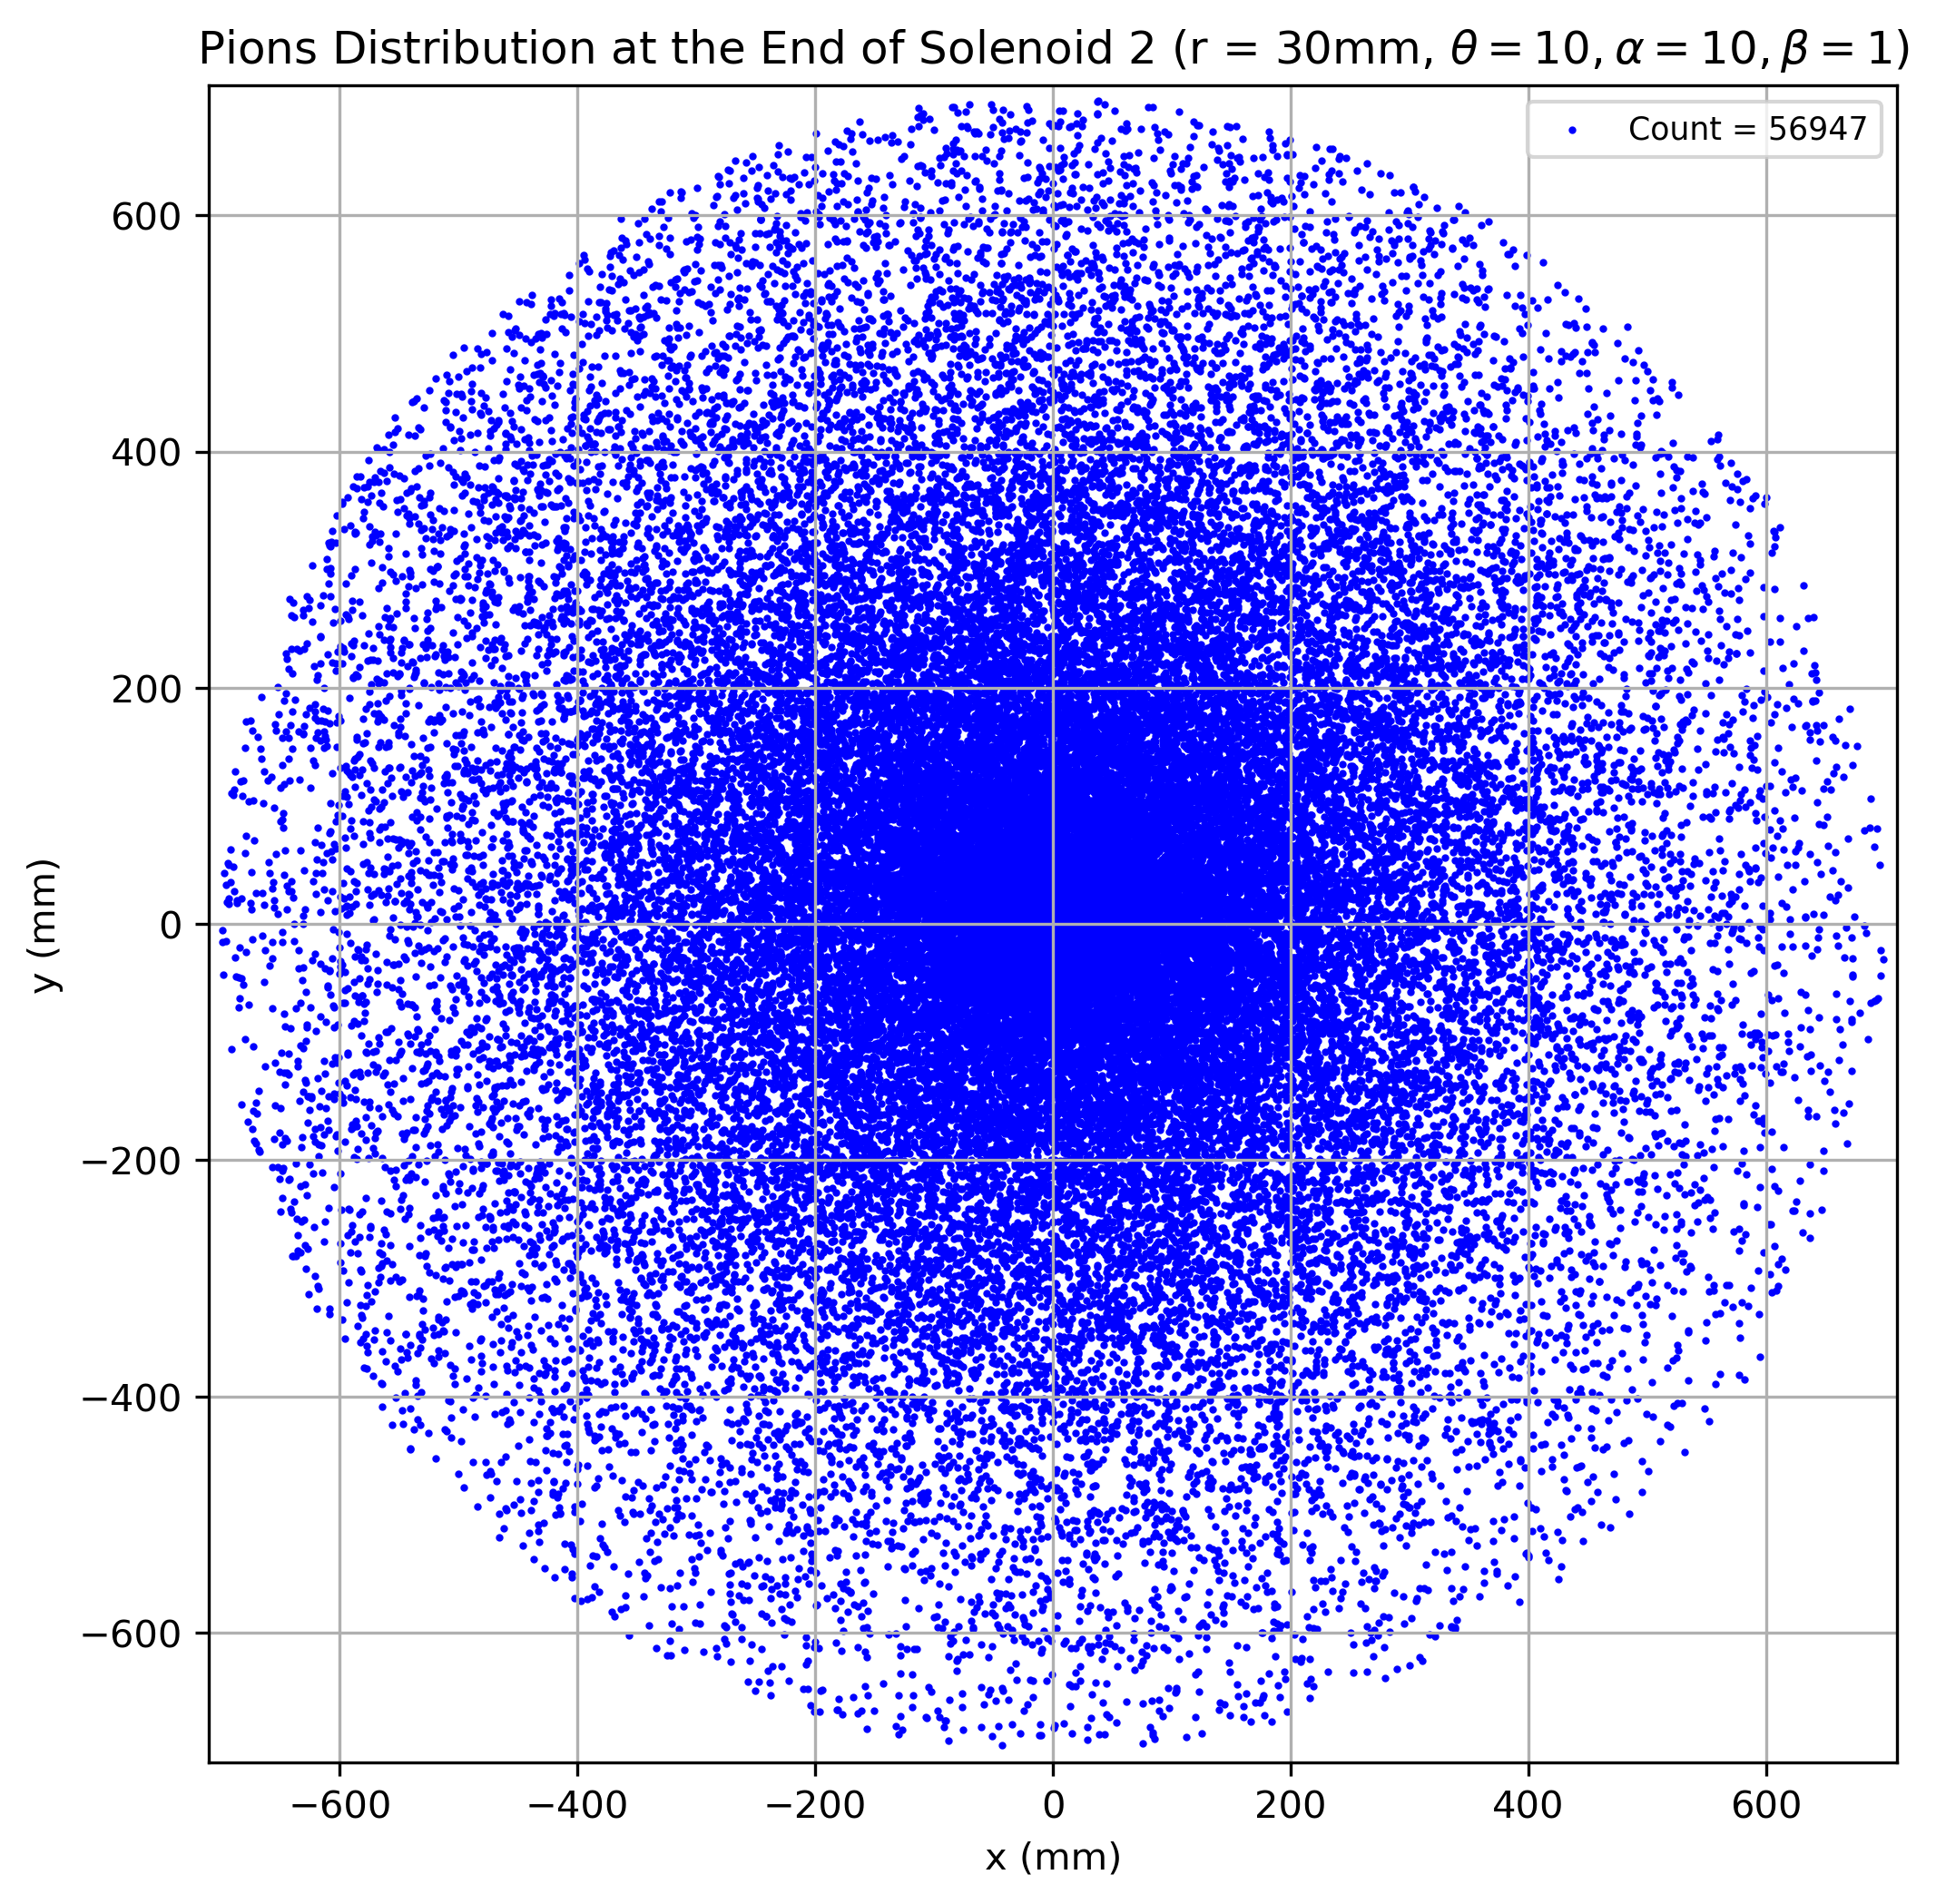 Pions Distribution at the End of Solenoid 2 (r = 30mm, θ = 10, α = 10, β = 1)
Count = 56947
600
400
200
0
−200
−400
−600
y (mm)
−600 −400 −200 0 200 400 600
x (mm)